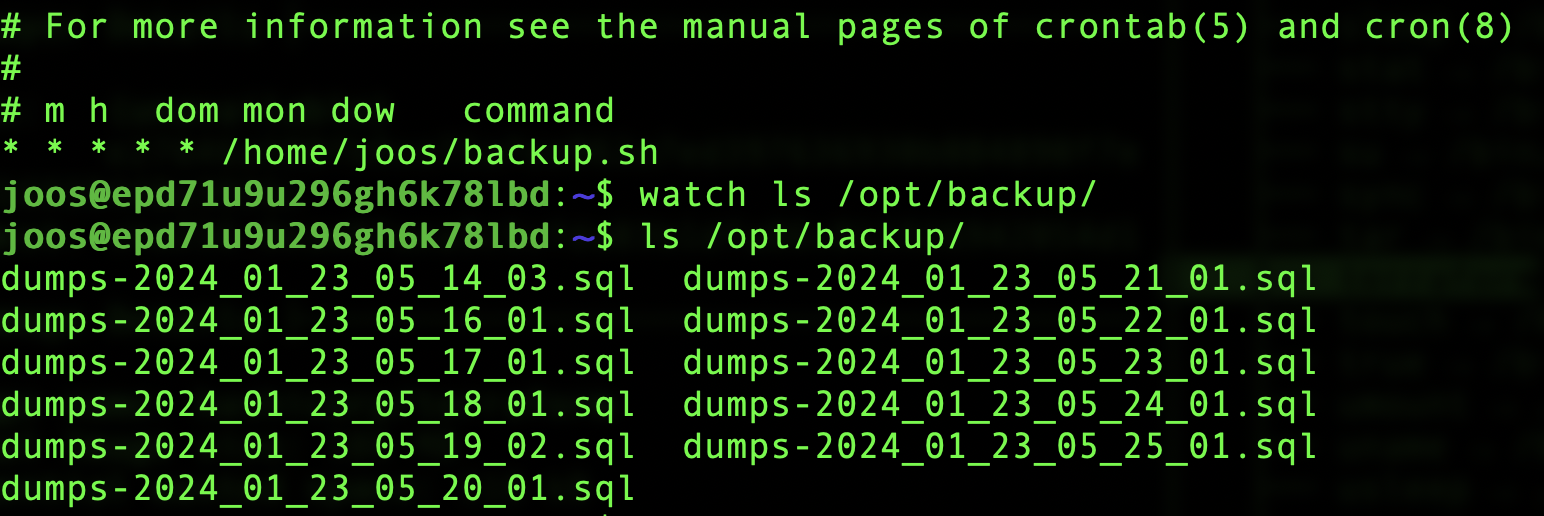 # For more information see the manual pages of crontab(5) and cron(8)
#
# m h  dom mon dow   command
* * * * * /home/joos/backup.sh
joos@epd71u9u296gh6k78lbd:~$ watch ls /opt/backup/
joos@epd71u9u296gh6k78lbd:~$ ls /opt/backup/
dumps-2024_01_23_05_14_03.sql  dumps-2024_01_23_05_21_01.sql
dumps-2024_01_23_05_16_01.sql  dumps-2024_01_23_05_22_01.sql
dumps-2024_01_23_05_17_01.sql  dumps-2024_01_23_05_23_01.sql
dumps-2024_01_23_05_18_01.sql  dumps-2024_01_23_05_24_01.sql
dumps-2024_01_23_05_19_02.sql  dumps-2024_01_23_05_25_01.sql
dumps-2024_01_23_05_20_01.sql